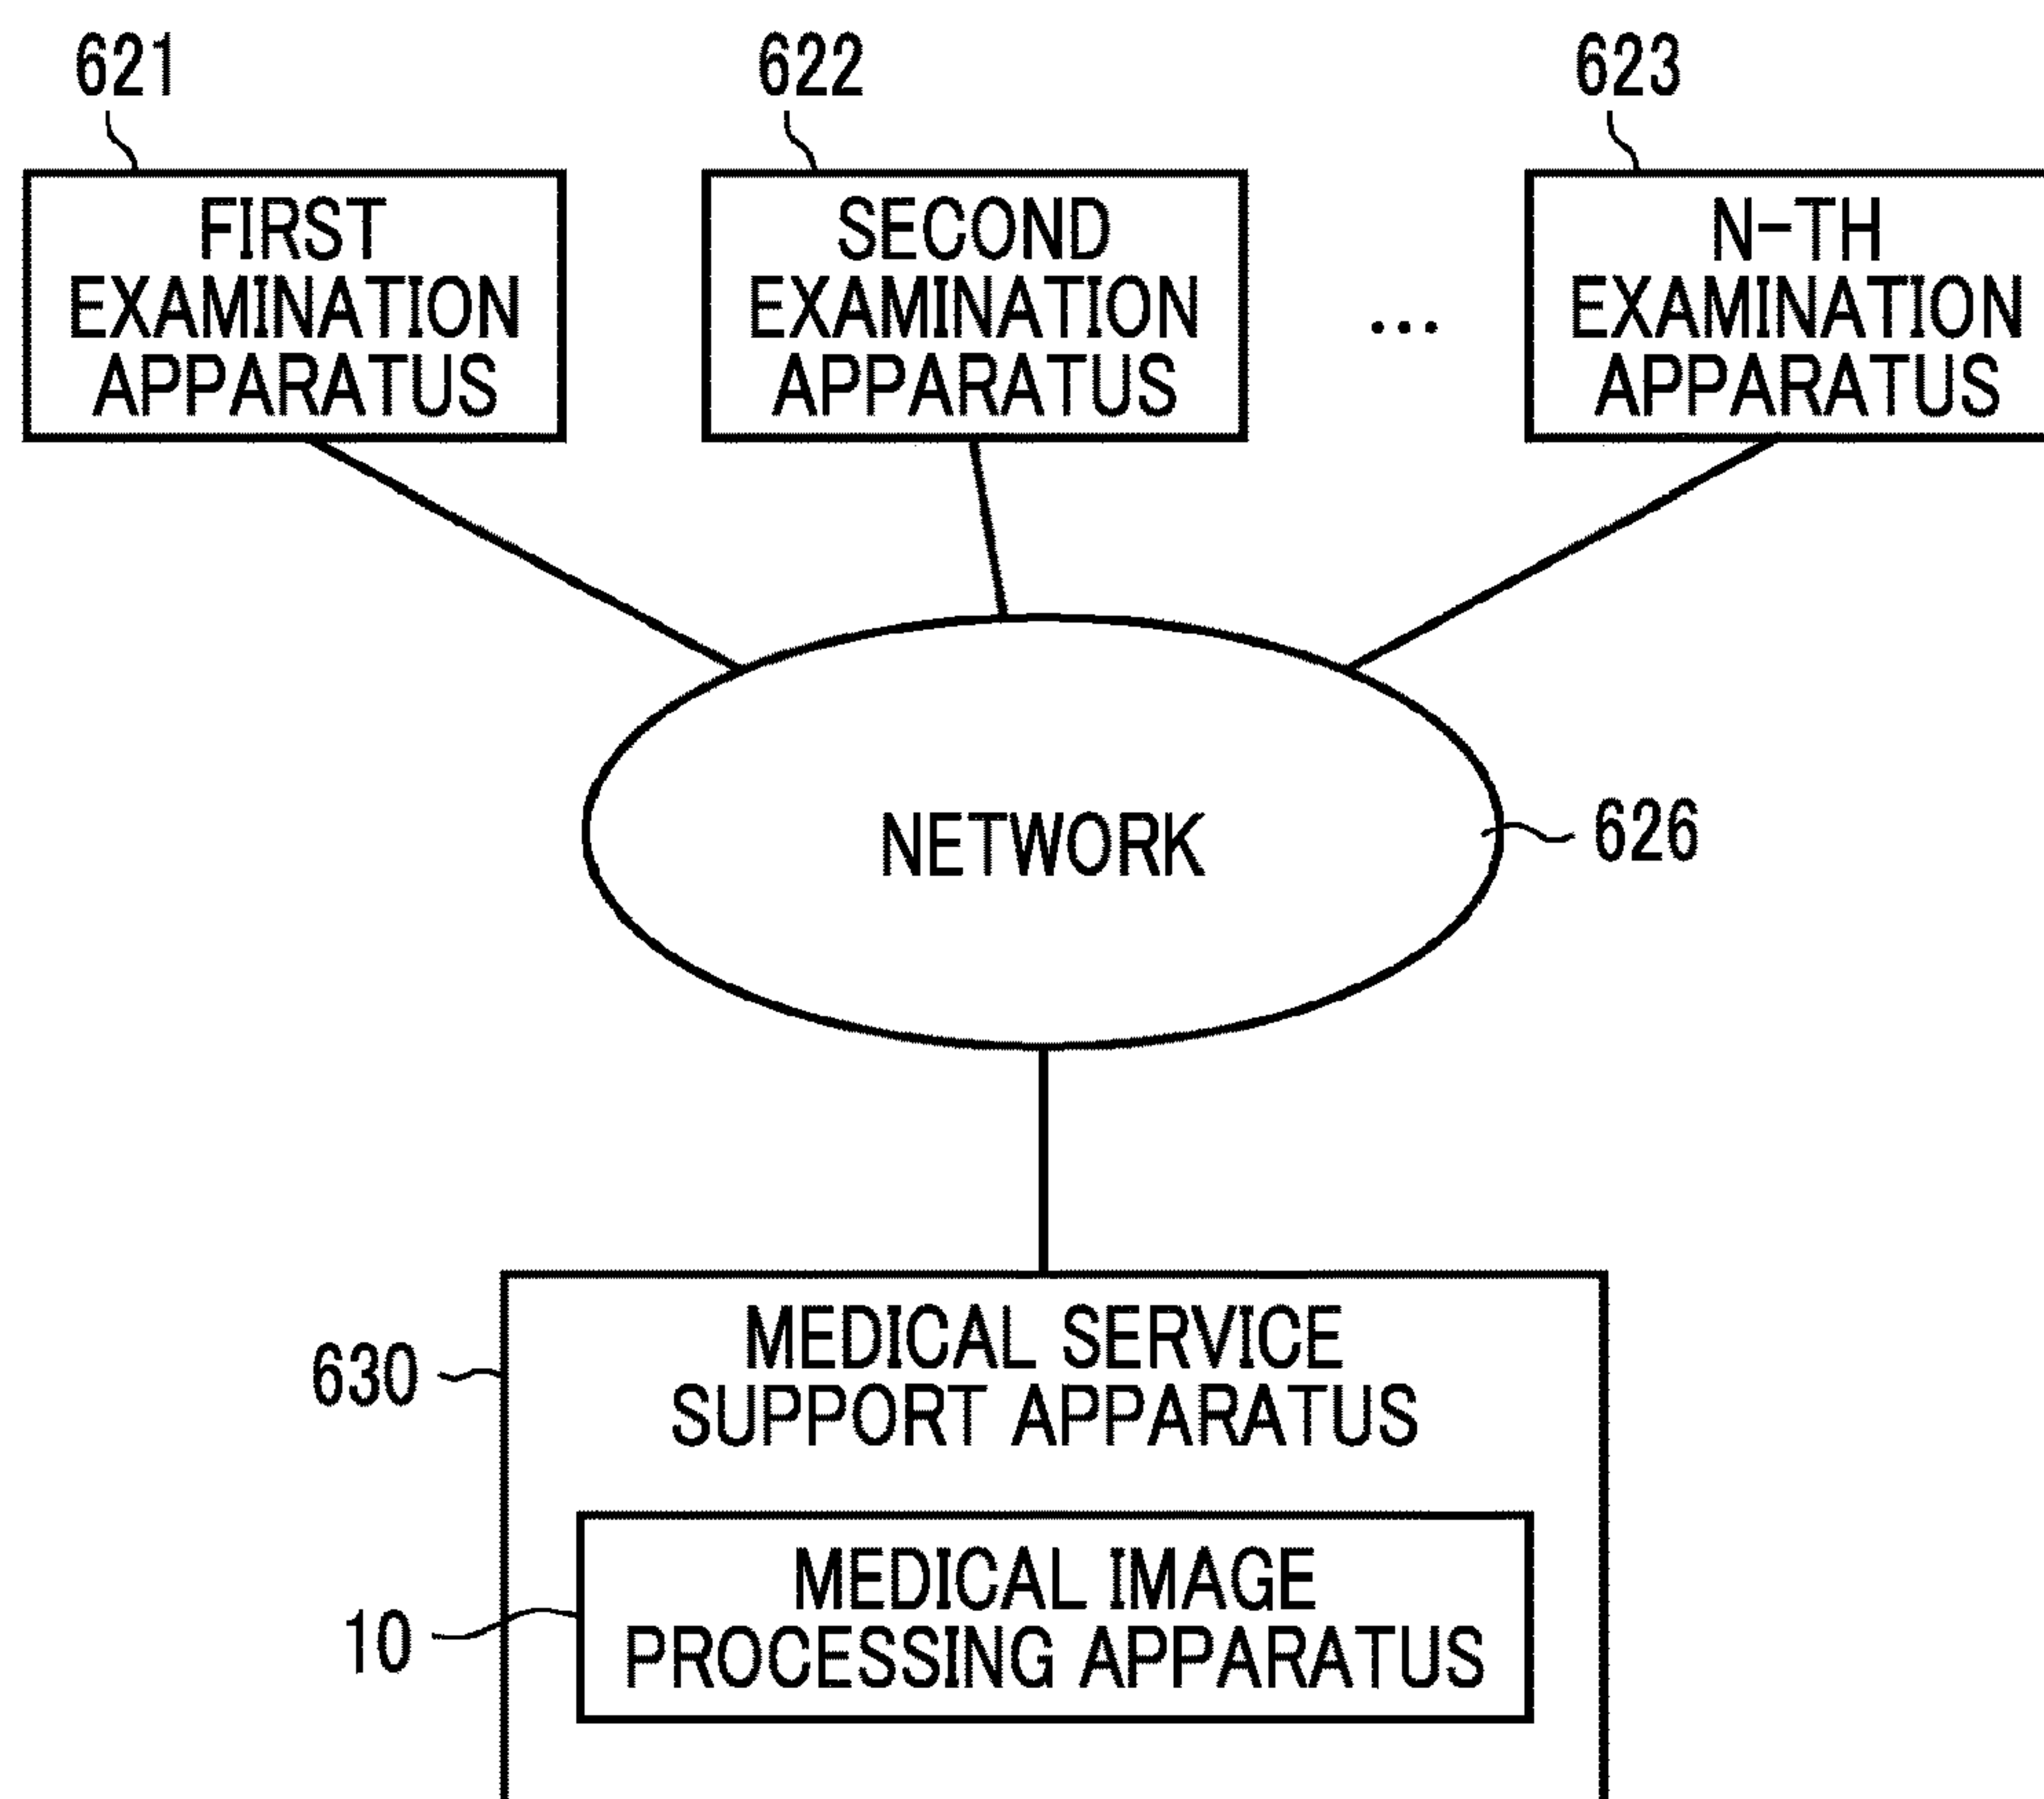 621
622
623
FIRST
EXAMINATION
APPARATUS
SECOND
EXAMINATION
APPARATUS
...
N-TH
EXAMINATION
APPARATUS
NETWORK
626
630
MEDICAL SERVICE
SUPPORT APPARATUS
10
MEDICAL IMAGE
PROCESSING APPARATUS